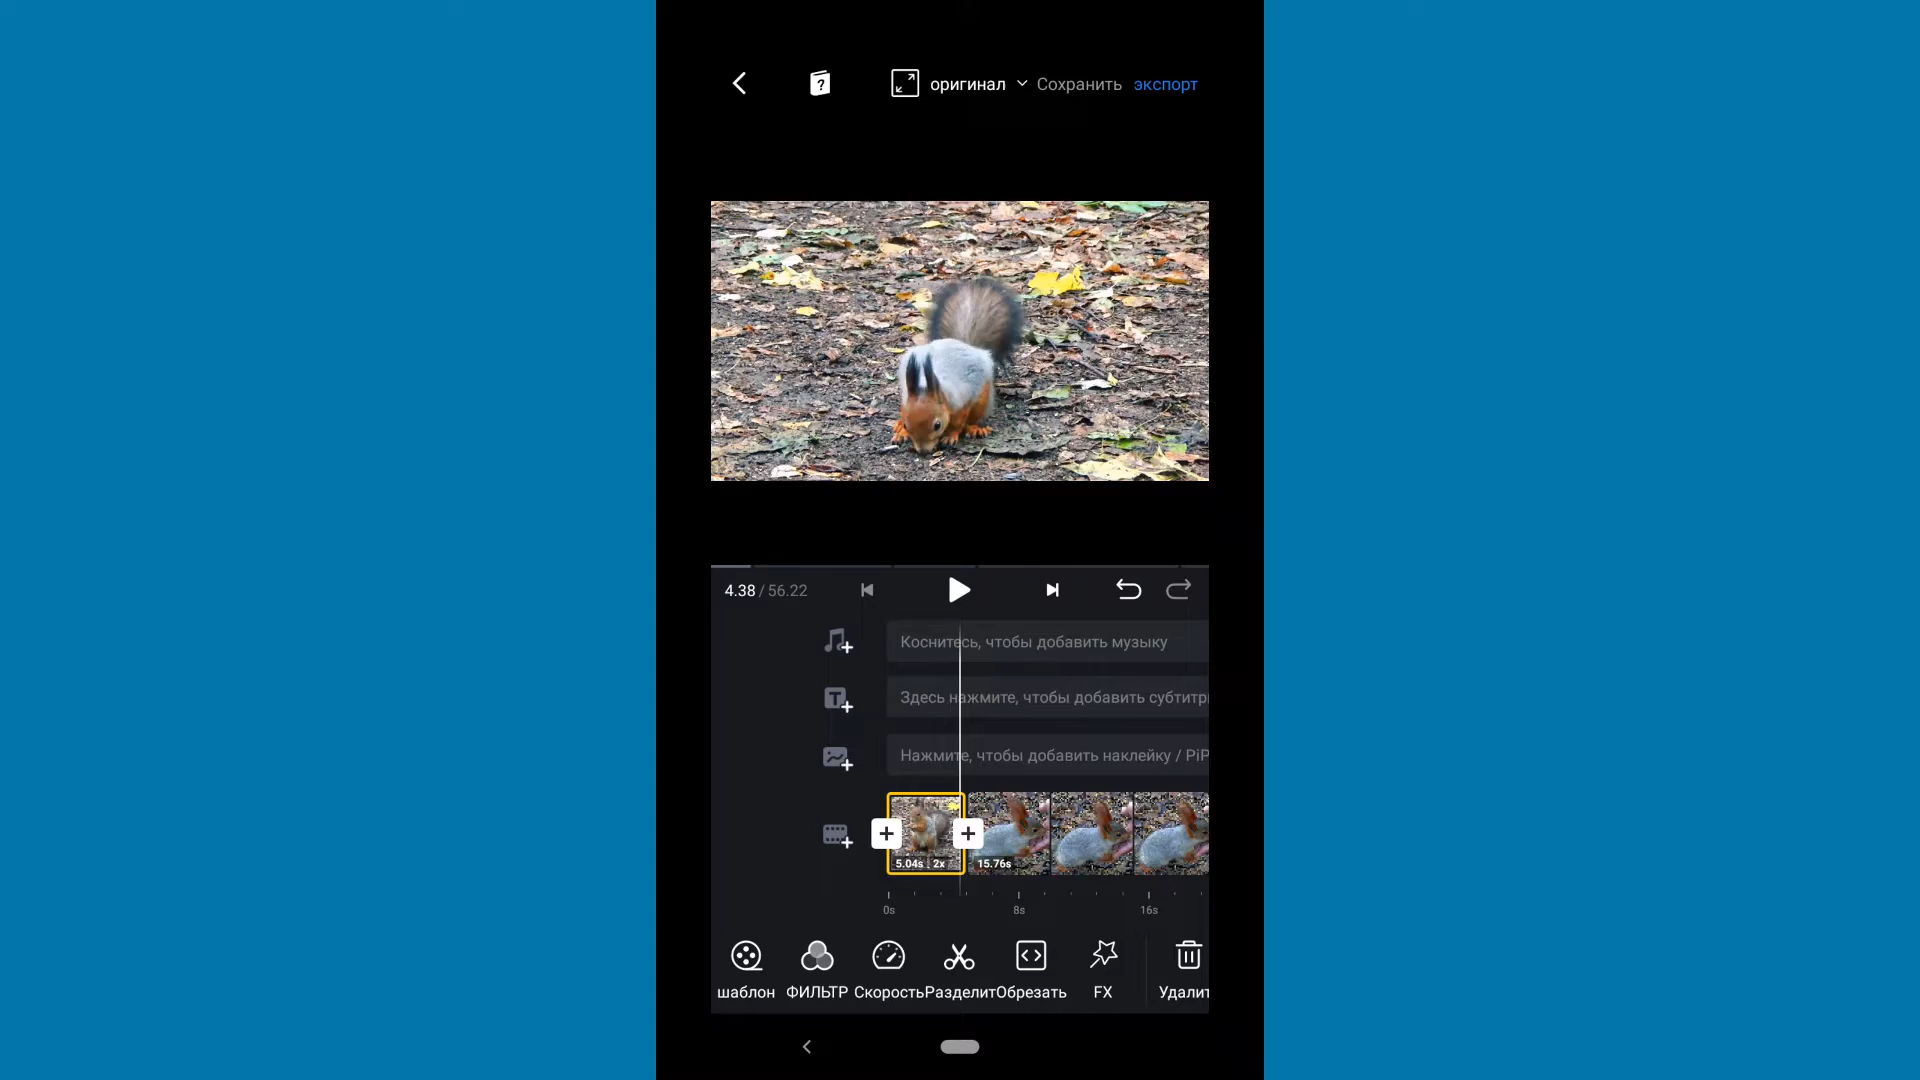 оригинал Сохранить экспорт
4.38 / 56.22
Коснитесь, чтобы добавить музыку
Здесь нажмите, чтобы добавить субтитр
Нажмите, чтобы добавить наклейку / PiP
5.04s 2x 15.76s
0s 8s 16s
шаблон ФИЛЬТР Скорость Разделит Обрезать FX Удалит